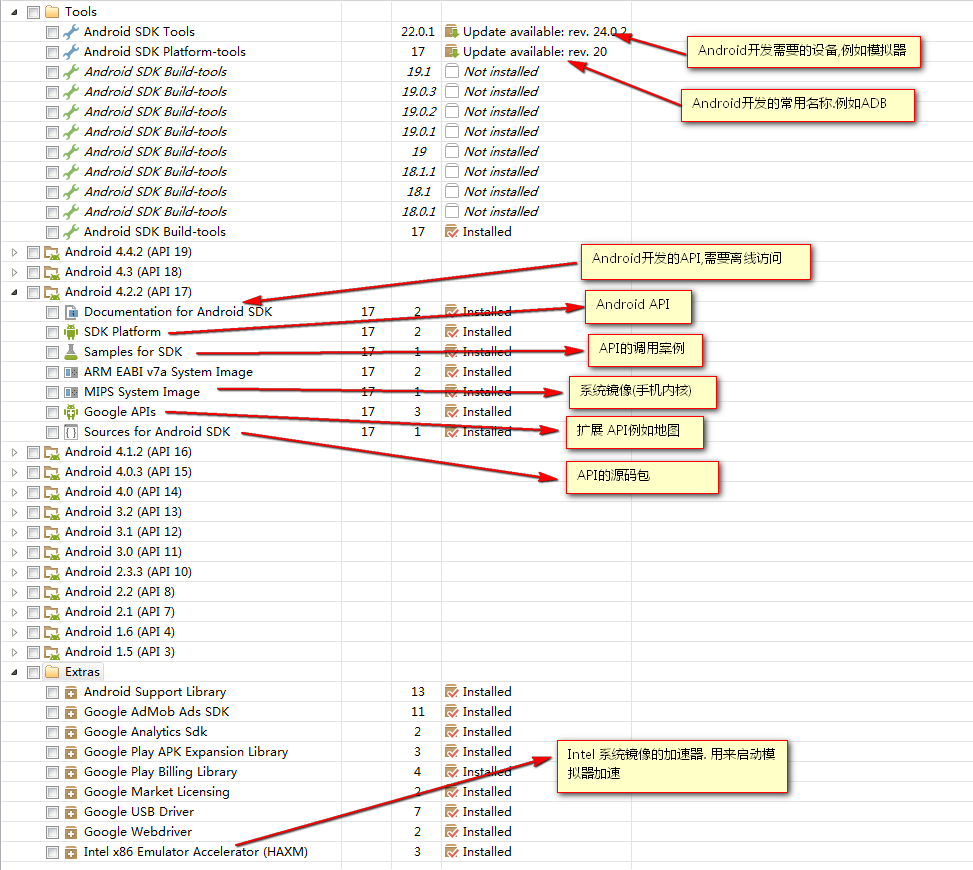 Tools
Android SDK Tools 22.0.1 Update available: rev. 24.0.2
Android开发需要的设备,例如模拟器
Android SDK Platform-tools 17 Update available: rev. 20
Android SDK Build-tools 19.1 Not installed
Android SDK Build-tools 19.0.3 Not installed
Android开发的常用名称.例如ADB
Android SDK Build-tools 19.0.2 Not installed
Android SDK Build-tools 19.0.1 Not installed
Android SDK Build-tools 19 Not installed
Android SDK Build-tools 18.1.1 Not installed
Android SDK Build-tools 18.1 Not installed
Android SDK Build-tools 18.0.1 Not installed
Android SDK Build-tools 17 Installed
Android 4.4.2 (API 19)
Android开发的API,需要离线访问
Android 4.3 (API 18)
Android 4.2.2 (API 17)
Android API
Documentation for Android SDK 17 2 Installed
SDK Platform 17 2 Installed
Samples for SDK 17 1 Installed
API的调用案例
ARM EABI v7a System Image 17 2 Installed
MIPS System Image 17 1 Installed
系统镜像(手机内核)
Google APIs 17 3 Installed
Sources for Android SDK 17 1 Installed
扩展 API例如地图
Android 4.1.2 (API 16)
Android 4.0.3 (API 15)
API的源码包
Android 4.0 (API 14)
Android 3.2 (API 13)
Android 3.1 (API 12)
Android 3.0 (API 11)
Android 2.3.3 (API 10)
Android 2.2 (API 8)
Android 2.1 (API 7)
Android 1.6 (API 4)
Android 1.5 (API 3)
Extras
Android Support Library 13 Installed
Google AdMob Ads SDK 11 Installed
Google Analytics Sdk 2 Installed
Google Play APK Expansion Library 3 Installed
Intel 系统镜像的加速器. 用来启动模
拟器加速
Google Play Billing Library 4 Installed
Google Market Licensing 2 Installed
Google USB Driver 7 Installed
Google Webdriver 2 Installed
Intel x86 Emulator Accelerator (HAXM) 3 Installed